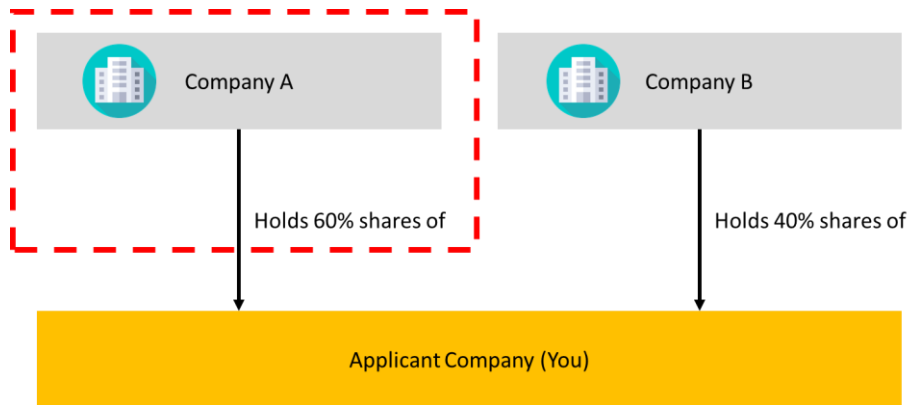 Company A
Company B
Holds 60% shares of
Holds 40% shares of
Applicant Company (You)